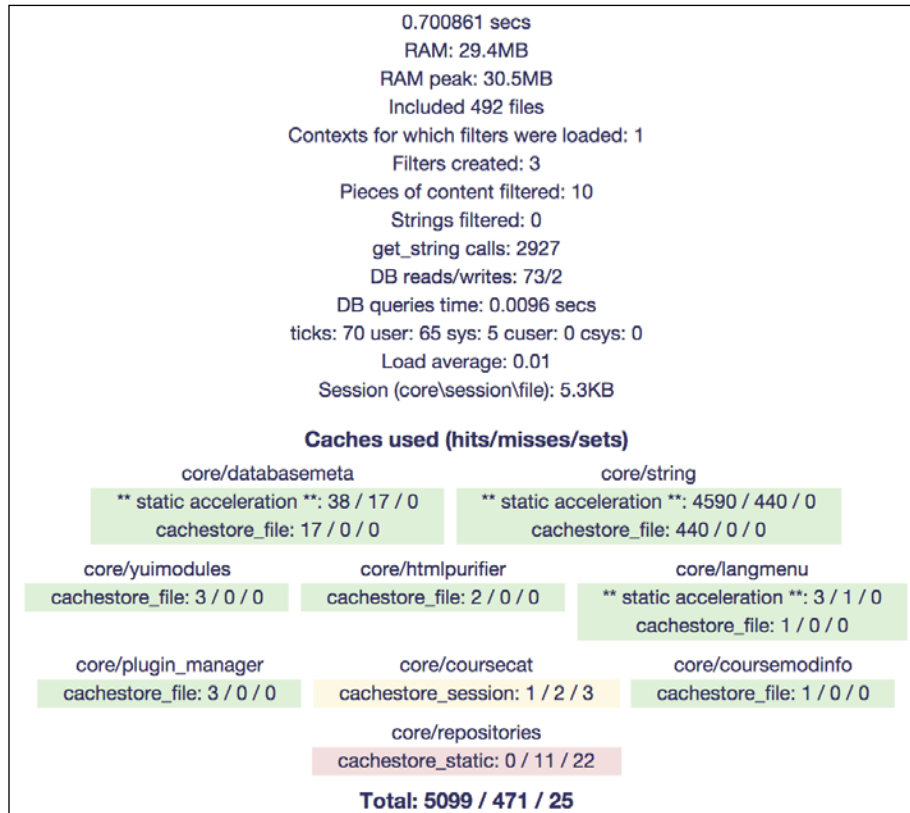 0.700861 secs
RAM: 29.4MB
RAM peak: 30.5MB
Included 492 files
Contexts for which filters were loaded: 1
Filters created: 3
Pieces of content filtered: 10
Strings filtered: 0
get_string calls: 2927
DB reads/writes: 73/2
DB queries time: 0.0096 secs
ticks: 70 user: 65 sys: 5 cuser: 0 csys: 0
Load average: 0.01
Session (core\session\file): 5.3KB
Caches used (hits/misses/sets)
core/databasemeta
** static acceleration **: 38 / 17 / 0
cachestore_file: 17 / 0 / 0
core/string
** static acceleration **: 4590 / 440 / 0
cachestore_file: 440 / 0 / 0
core/yuimodules
cachestore_file: 3 / 0 / 0
core/htmlpurifier
cachestore_file: 2 / 0 / 0
core/langmenu
** static acceleration **: 3 / 1 / 0
cachestore_file: 1 / 0 / 0
core/plugin_manager
cachestore_file: 3 / 0 / 0
core/coursecat
cachestore_session: 1 / 2 / 3
core/coursemodinfo
cachestore_file: 1 / 0 / 0
core/repositories
cachestore_static: 0 / 11 / 22
Total: 5099 / 471 / 25